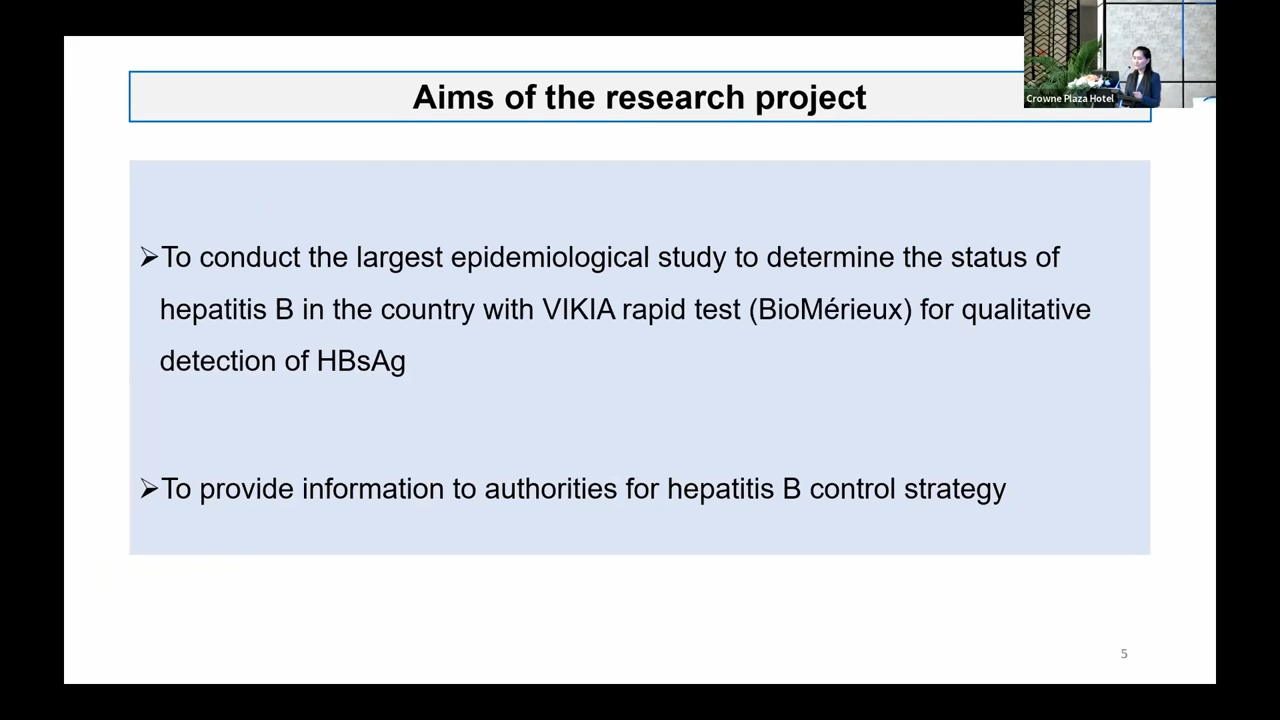 Aims of the research project
Crowne Plaza Hotel
➢To conduct the largest epidemiological study to determine the status of
hepatitis B in the country with VIKIA rapid test (BioMérieux) for qualitative
detection of HBsAg
➢To provide information to authorities for hepatitis B control strategy
5